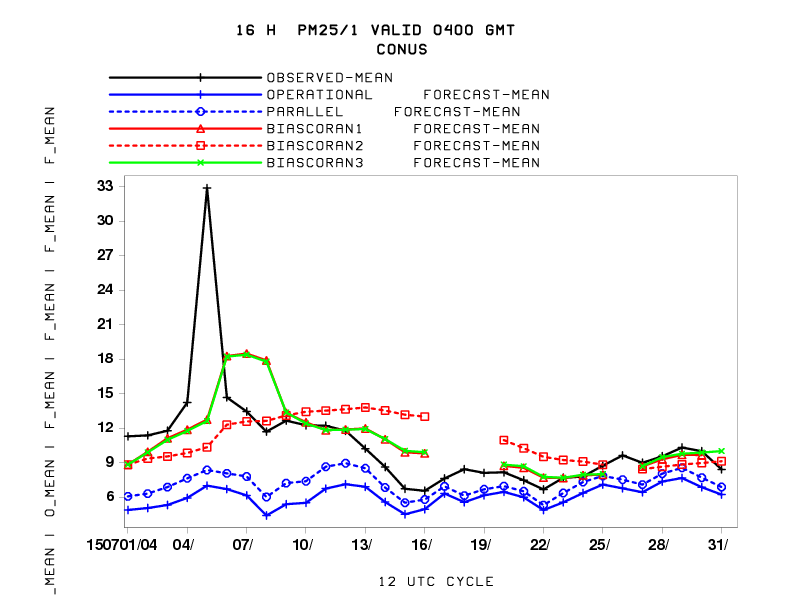 16 H PM25/1 VALID 0400 GMT
CONUS
OBSERVED-MEAN
OPERATIONAL FORECAST-MEAN
PARALLEL FORECAST-MEAN
BIASCORAN1 FORECAST-MEAN
BIASCORAN2 FORECAST-MEAN
BIASCORAN3 FORECAST-MEAN
_MEAN | O_MEAN | F_MEAN | F_MEAN | F_MEAN | F_MEAN
33
30
27
24
21
18
15
12
9
6
150701/04 04/ 07/ 10/ 13/ 16/ 19/ 22/ 25/ 28/ 31/
12 UTC CYCLE